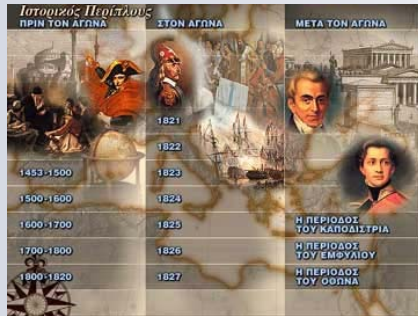 Ιστορικός Περίπλους
ΠΡΙΝ ΤΟΝ ΑΓΩΝΑ
ΣΤΟΝ ΑΓΩΝΑ
ΜΕΤΑ ΤΟΝ ΑΓΩΝΑ
1821
1822
1453-1500
1823
1500-1600
1824
1600-1700
1825
Η ΠΕΡΙΟΔΟΣ
ΤΟΥ ΚΑΠΟΔΙΣΤΡΙΑ
1700-1800
1826
Η ΠΕΡΙΟΔΟΣ
ΤΟΥ ΕΜΦΥΛΙΟΥ
1800-1820
1827
Η ΠΕΡΙΟΔΟΣ
ΤΟΥ ΟΘΩΝΑ